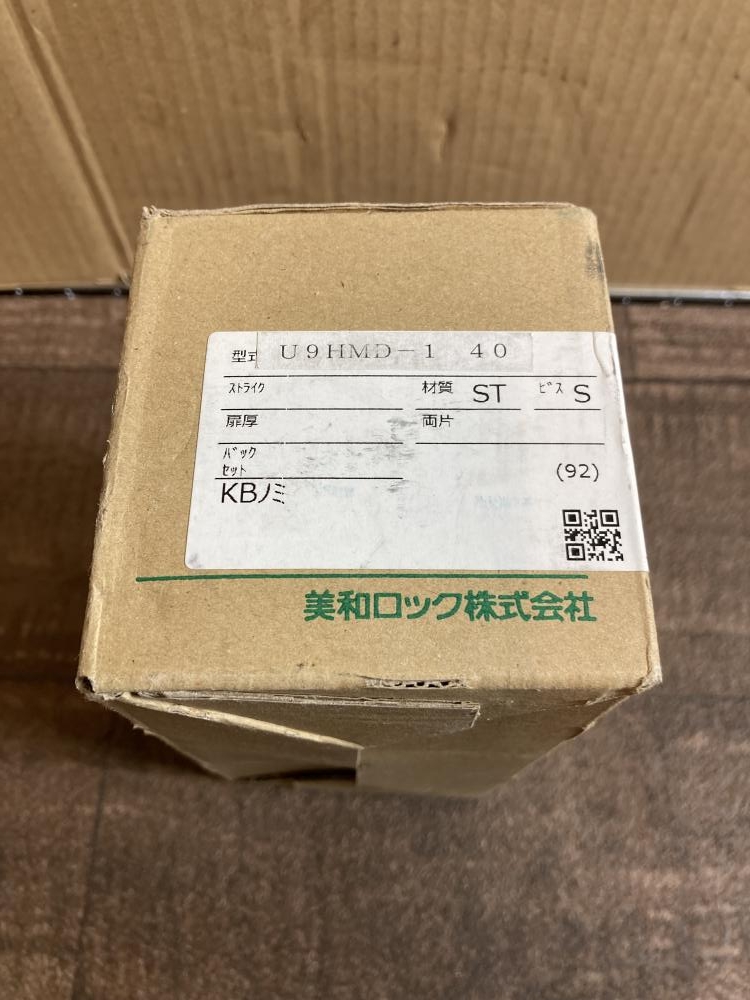 型式 U9HMD-1 40
ストライク 材質 ST ビス S
扉厚 両片
バック
セット (92)
KBノミ
美和ロック株式会社